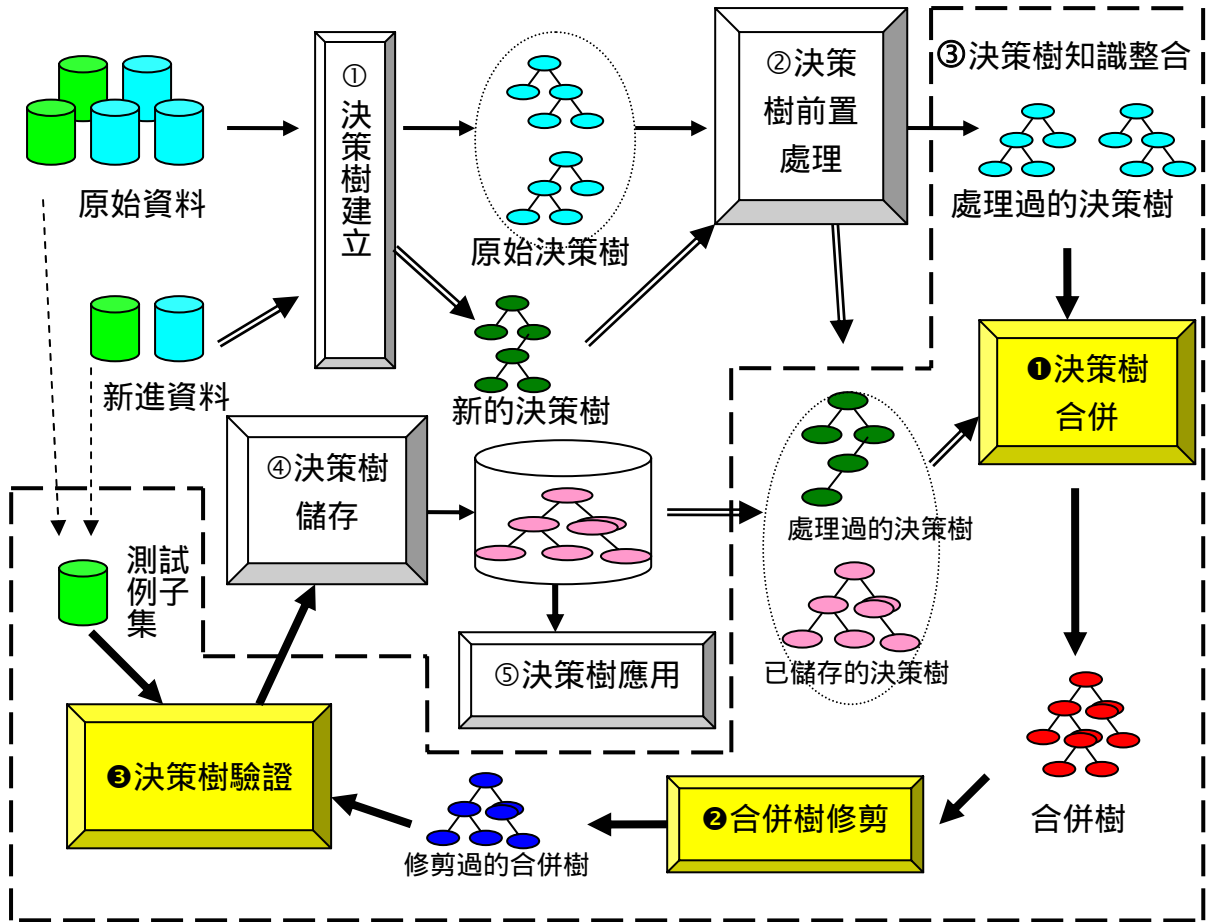 ①
決策樹建立
②決策
樹前置
處理
③決策樹知識整合
原始資料
原始決策樹
處理過的決策樹
新進資料
新的決策樹
❶決策樹
合併
④決策樹
儲存
處理過的決策樹
測試
例子
集
⑤決策樹應用
已儲存的決策樹
❸決策樹驗證
❷合併樹修剪
合併樹
修剪過的合併樹